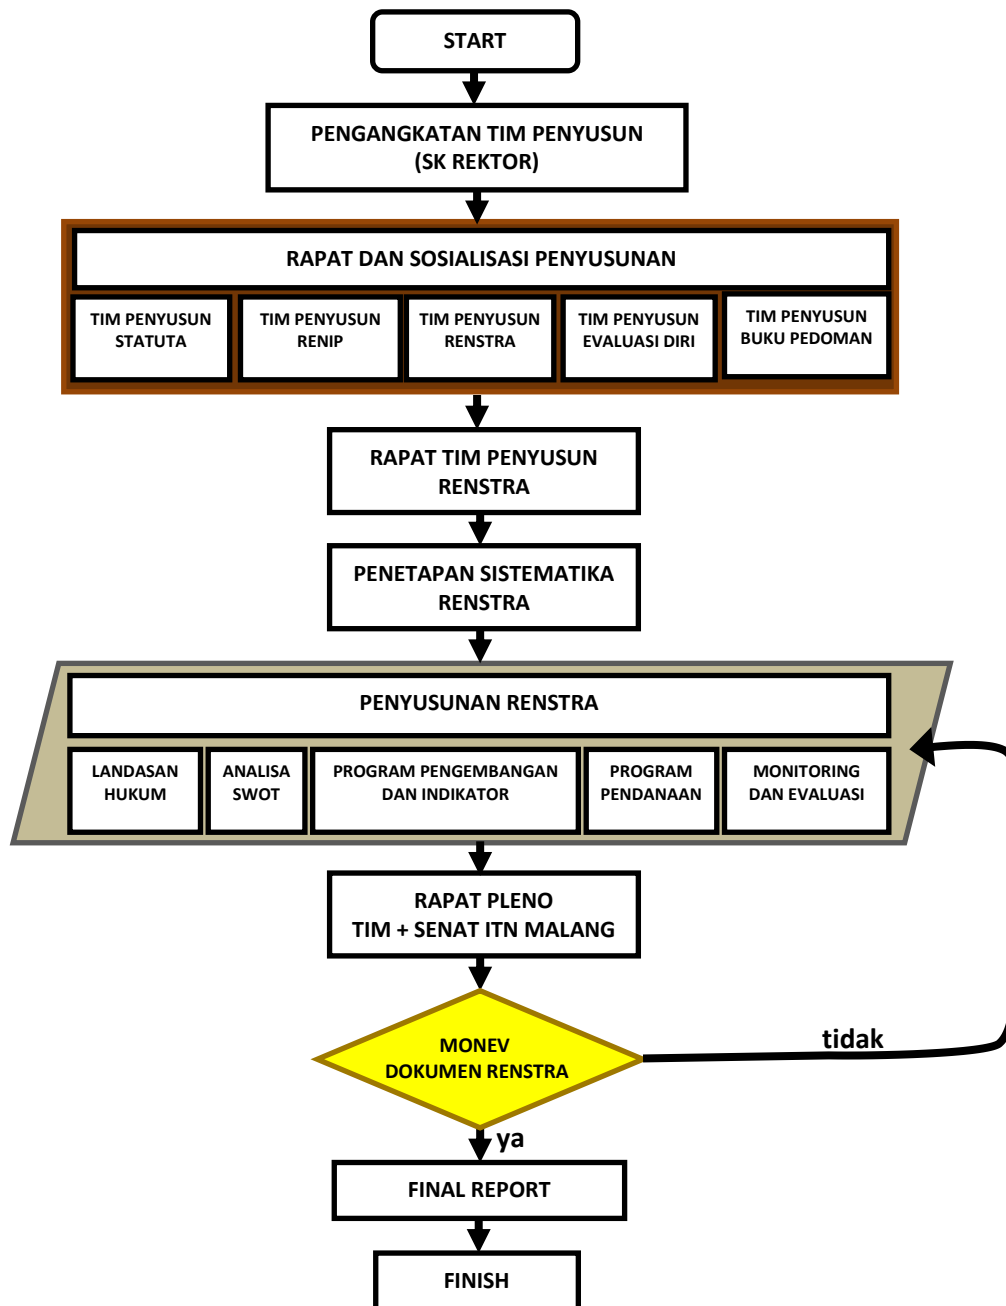 START
PENGANGKATAN TIM PENYUSUN
(SK REKTOR)
RAPAT DAN SOSIALISASI PENYUSUNAN
TIM PENYUSUN
STATUTA
TIM PENYUSUN
RENIP
TIM PENYUSUN
RENSTRA
TIM PENYUSUN
EVALUASI DIRI
TIM PENYUSUN
BUKU PEDOMAN
RAPAT TIM PENYUSUN
RENSTRA
PENETAPAN SISTEMATIKA
RENSTRA
PENYUSUNAN RENSTRA
LANDASAN
HUKUM
ANALISA
SWOT
PROGRAM PENGEMBANGAN
DAN INDIKATOR
PROGRAM
PENDANAAN
MONITORING
DAN EVALUASI
RAPAT PLENO
TIM + SENAT ITN MALANG
MONEV
DOKUMEN RENSTRA
tidak
ya
FINAL REPORT
FINISH